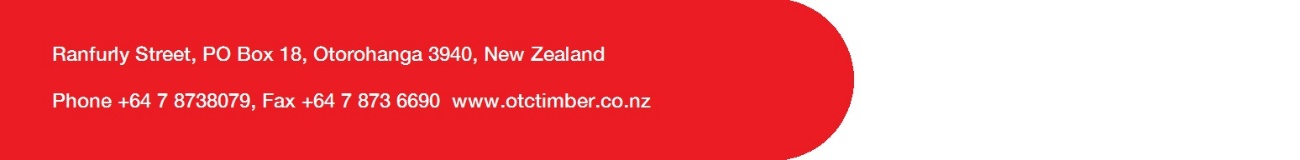 Ranfurly Street, PO Box 18, Otorohanga 3940, New Zealand
Phone +64 7 8738079, Fax +64 7 873 6690  www.otctimber.co.nz